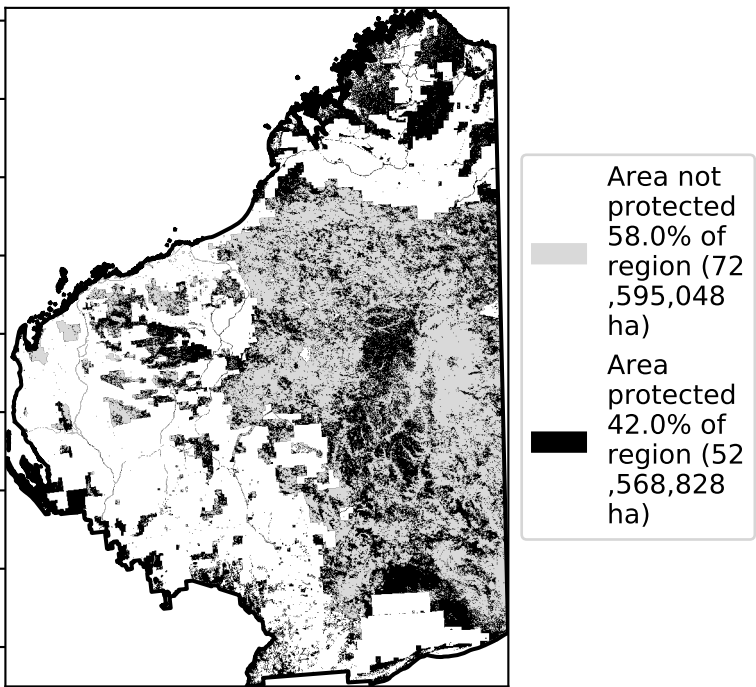 Area not
protected
58.0% of
region (72
,595,048
ha)
Area
protected
42.0% of
region (52
,568,828
ha)